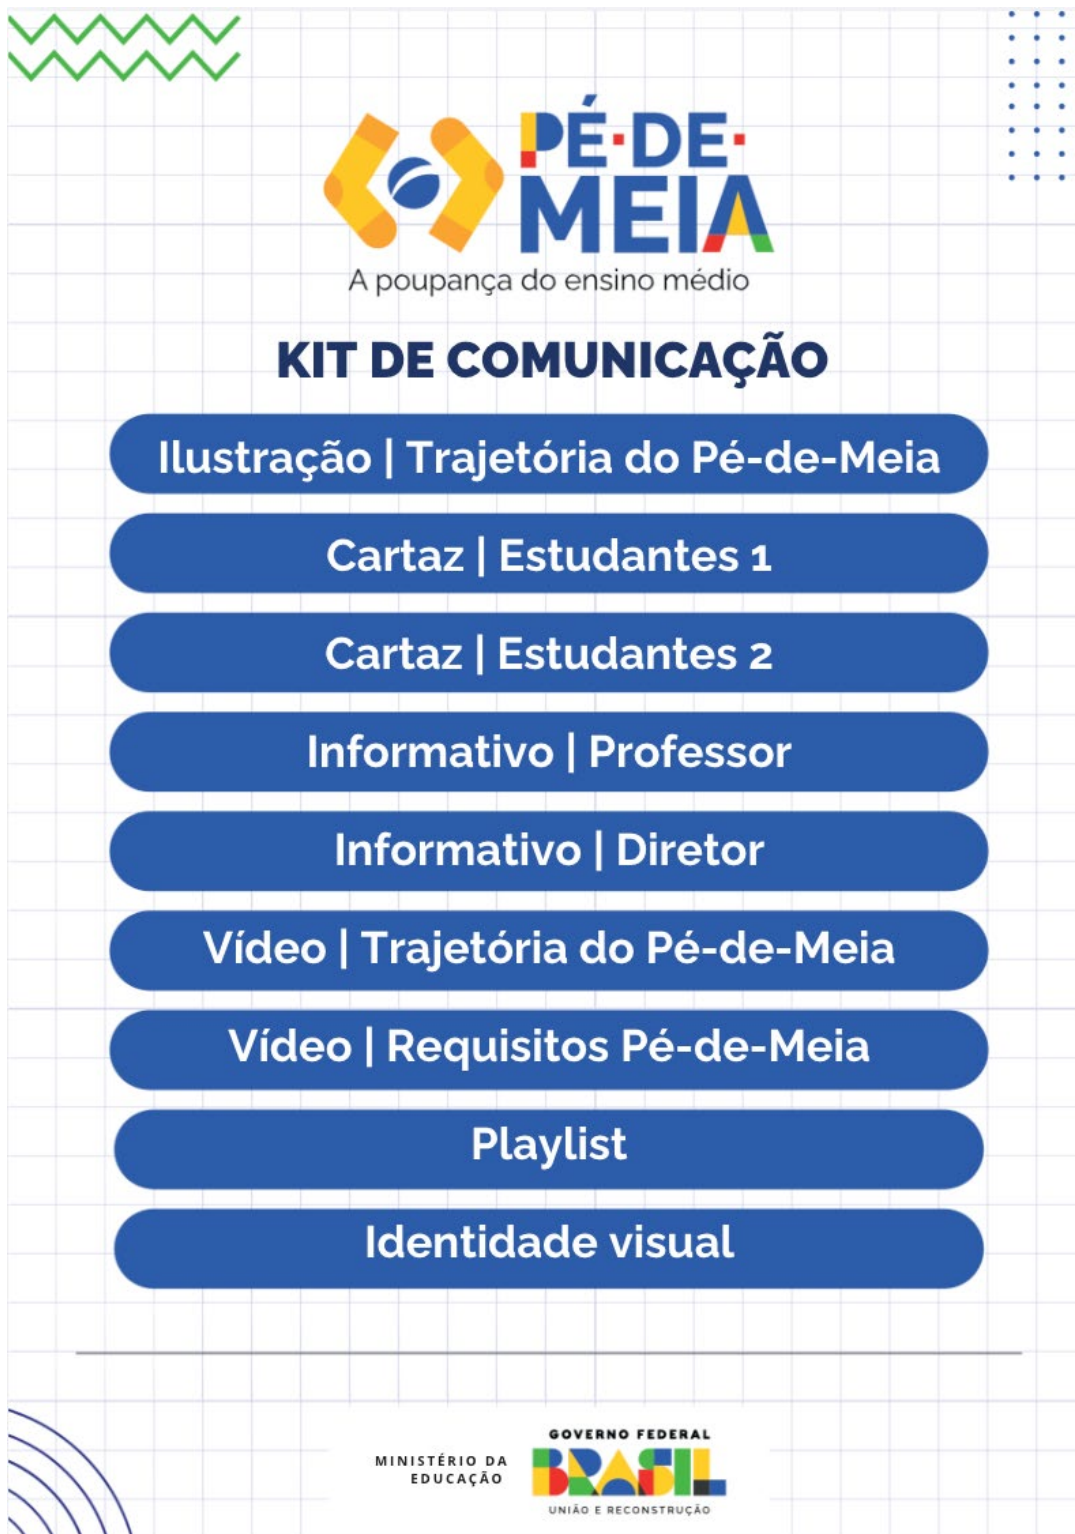 PÉ·DE·
MEIA
A poupança do ensino médio
KIT DE COMUNICAÇÃO
Ilustração | Trajetória do Pé-de-Meia
Cartaz | Estudantes 1
Cartaz | Estudantes 2
Informativo | Professor
Informativo | Diretor
Vídeo | Trajetória do Pé-de-Meia
Vídeo | Requisitos Pé-de-Meia
Playlist
Identidade visual
MINISTÉRIO DA
EDUCAÇÃO
GOVERNO FEDERAL
BRASIL
UNIÃO E RECONSTRUÇÃO